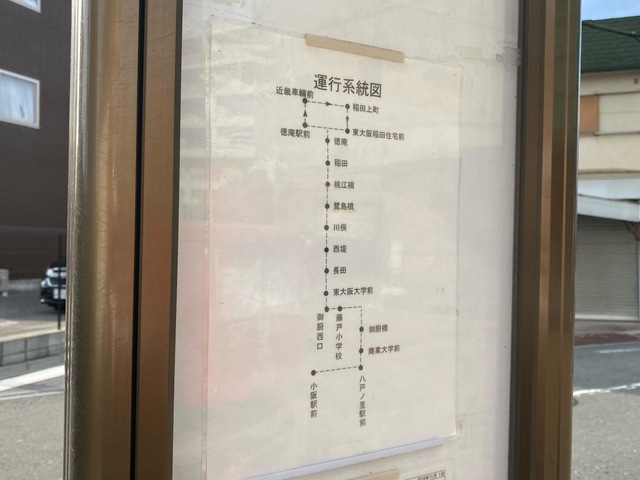 運行系統図
近畿車輛前
稲田上町
徳庵駅前
東大阪稲田住宅前
徳庵
稲田
桃江橋
鷺島橋
川俣
西堤
長田
東大阪大学前
御厨西口
藤戸小学校
御厨橋
商業大学前
小阪駅前
八戸ノ里駅前